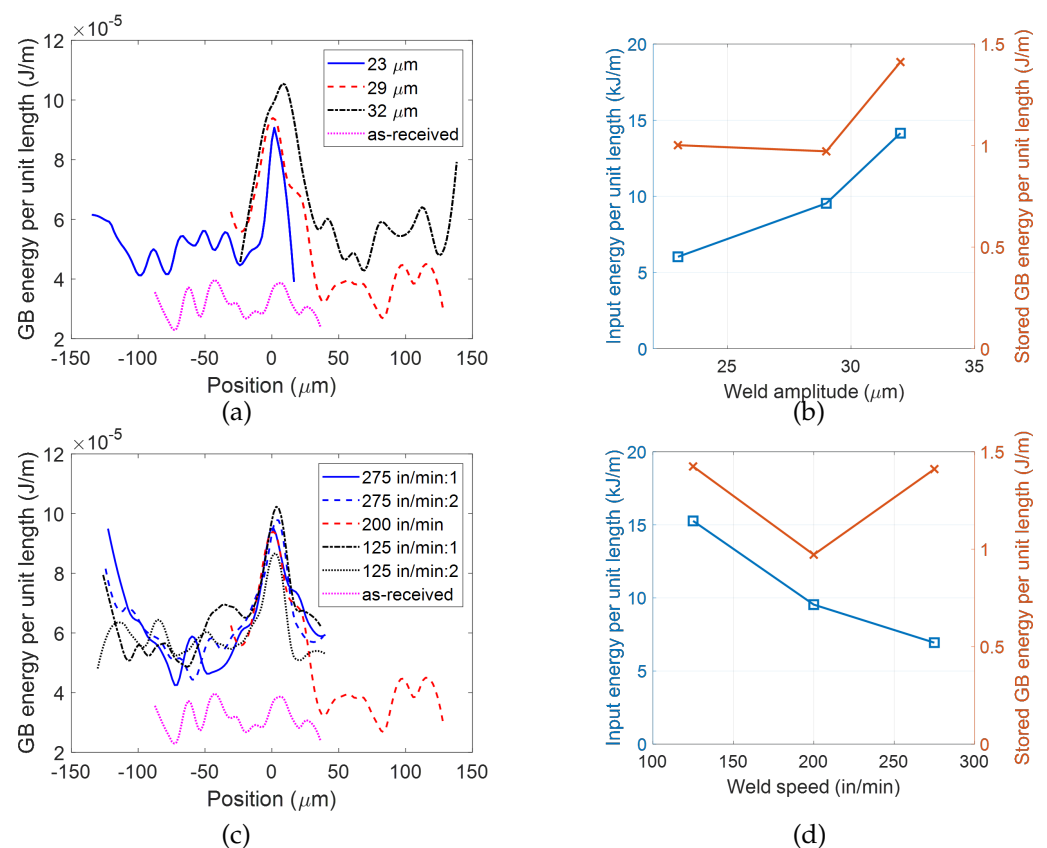 ×10⁻⁵
12
10
8
6
4
2
GB energy per unit length (J/m)
23 μm
29 μm
32 μm
as-received
-150 -100 -50 0 50 100 150
Position (μm)
(a)
20
15
10
5
0
Input energy per unit length (kJ/m)
1.5
1
0.5
0
Stored GB energy per unit length (J/m)
25 30 35
Weld amplitude (μm)
(b)
×10⁻⁵
12
10
8
6
4
2
GB energy per unit length (J/m)
275 in/min:1
275 in/min:2
200 in/min
125 in/min:1
125 in/min:2
as-received
-150 -100 -50 0 50 100 150
Position (μm)
(c)
20
15
10
5
0
Input energy per unit length (kJ/m)
1.5
1
0.5
0
Stored GB energy per unit length (J/m)
100 150 200 250 300
Weld speed (in/min)
(d)